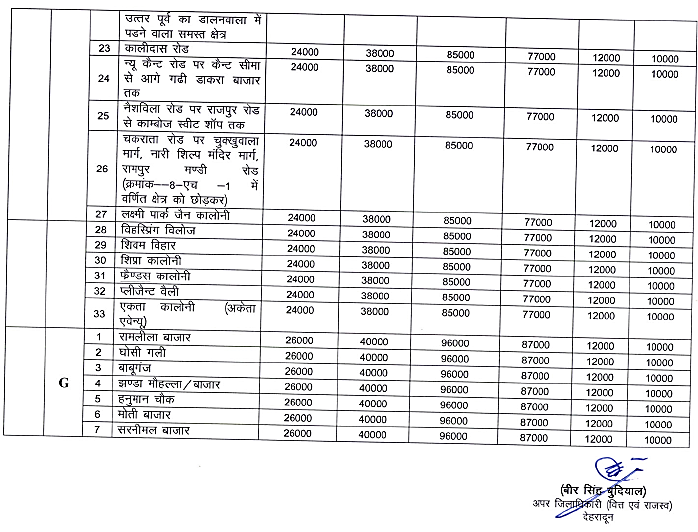 उत्तर पूर्व का डालनवाला में
पडने वाला समस्त क्षेत्र
23 कालीदास रोड 24000 38000 85000 77000 12000 10000
24 न्यू कैन्ट रोड पर कैन्ट सीमा 24000 38000 85000 77000 12000 10000
से आगे गढी डाकरा बाजार
तक
25 नैशविला रोड पर राजपुर रोड 24000 38000 85000 77000 12000 10000
से काम्बोज स्वीट शॉप तक
26 चकराता रोड पर चुक्खुवाला 24000 38000 85000 77000 12000 10000
मार्ग, नारी शिल्प मंदिर मार्ग,
रायपुर मण्डी रोड
(क्रमांक—8-एच -1 में
वर्णित क्षेत्र को छोड़कर)
27 लक्ष्मी पार्क जैन कालोनी 24000 38000 85000 77000 12000 10000
28 विहस्प्रिंग विलोज 24000 38000 85000 77000 12000 10000
29 शिवम विहार 24000 38000 85000 77000 12000 10000
30 शिप्रा कालोनी 24000 38000 85000 77000 12000 10000
31 फ्रैण्डस कालोनी 24000 38000 85000 77000 12000 10000
32 प्लीजैन्ट वैली 24000 38000 85000 77000 12000 10000
33 एकता कालोनी (अकेता 24000 38000 85000 77000 12000 10000
एवेन्यू)
G
1 रामलीला बाजार 26000 40000 96000 87000 12000 10000
2 घोसी गली 26000 40000 96000 87000 12000 10000
3 बाबूगंज 26000 40000 96000 87000 12000 10000
4 झण्डा मौहल्ला/बाजार 26000 40000 96000 87000 12000 10000
5 हनुमान चौक 26000 40000 96000 87000 12000 10000
6 मोती बाजार 26000 40000 96000 87000 12000 10000
7 सरनीमल बाजार 26000 40000 96000 87000 12000 10000
(बीर सिंह बुदियाल)
अपर जिलाधिकारी (वित्त एवं राजस्व)
देहरादून